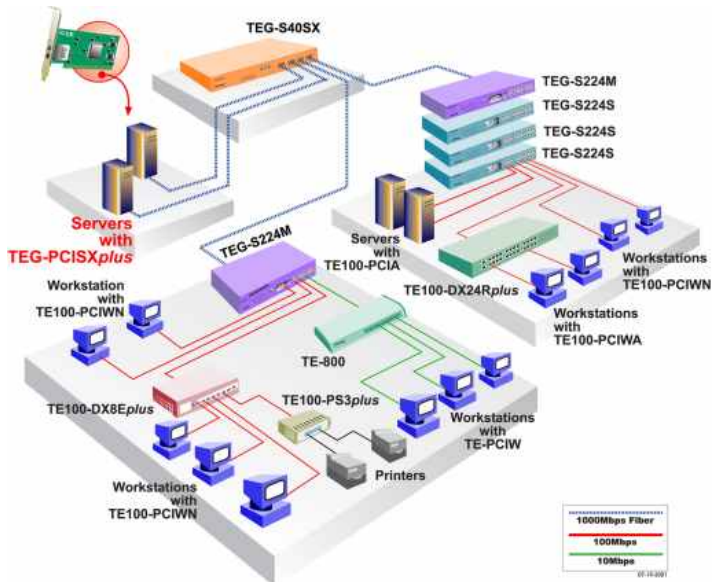 TEG-S40SX
TEG-S224M
TEG-S224S
TEG-S224S
TEG-S224S
Servers
with
TEG-PCISXplus
TEG-S224M
Servers
with
TE100-PCIA
TE100-DX24Rplus
Workstations
with
TE100-PCIWN
Workstations
with
TE100-PCIWA
Workstation
with
TE100-PCIWN
TE-800
TE100-DX8Eplus
TE100-PS3plus
Workstations
with
TE-PCIW
Printers
Workstations
with
TE100-PCIWN
1000Mbps Fiber
100Mbps
10Mbps